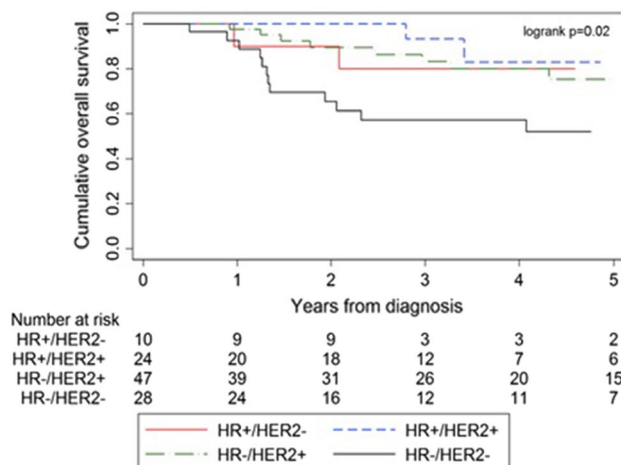 logrank p=0.02
Cumulative overall survival
1.0
0.8
0.6
0.4
0.2
0.0
0 1 2 3 4 5
Years from diagnosis
Number at risk
HR+/HER2- 10 9 9 3 3 2
HR+/HER2+ 24 20 18 12 7 6
HR-/HER2+ 47 39 31 26 20 15
HR-/HER2- 28 24 16 12 11 7
HR+/HER2- HR+/HER2+
HR-/HER2+ HR-/HER2-